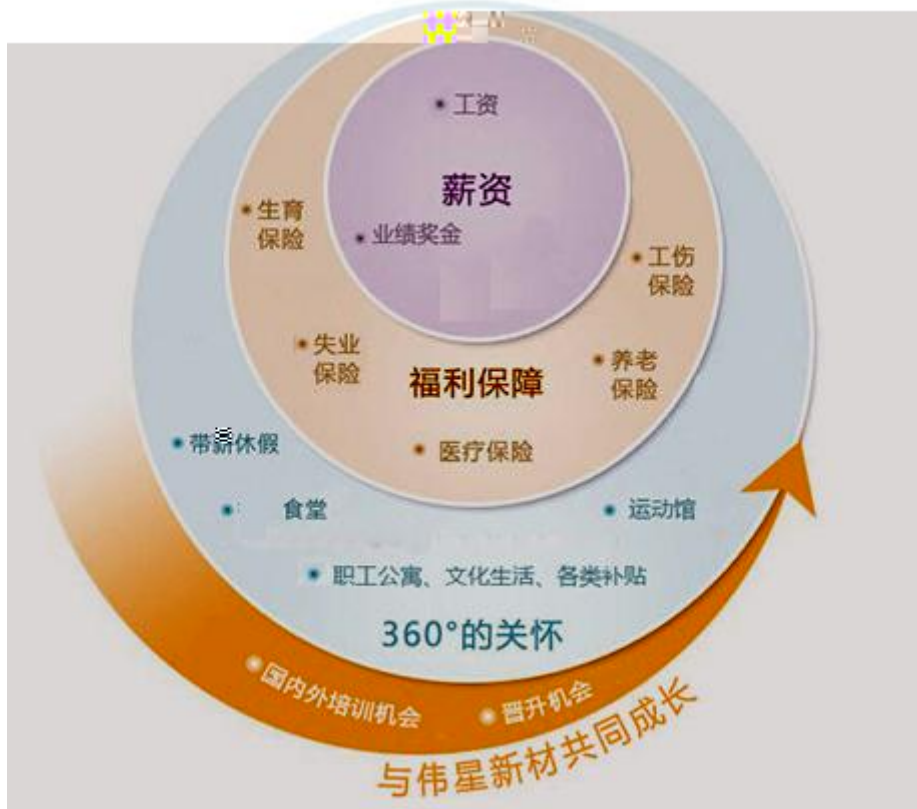 工资
薪资
业绩奖金
生育
保险
工伤
保险
失业
保险
福利保障
养老
保险
医疗保险
带薪休假
食堂
运动馆
职工公寓、文化生活、各类补贴
360°的关怀
国内外培训机会
晋升机会
与伟星新材共同成长